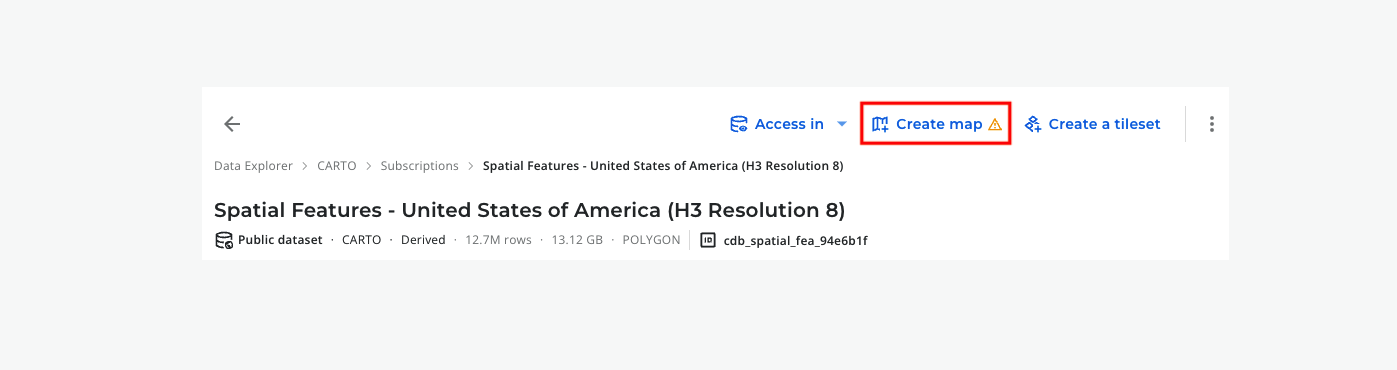 Access in Create map Create a tileset
Data Explorer > CARTO > Subscriptions > Spatial Features - United States of America (H3 Resolution 8)
Spatial Features - United States of America (H3 Resolution 8)
Public dataset · CARTO · Derived · 12.7M rows · 13.12 GB · POLYGON ID cdb_spatial_fea_94e6b1f